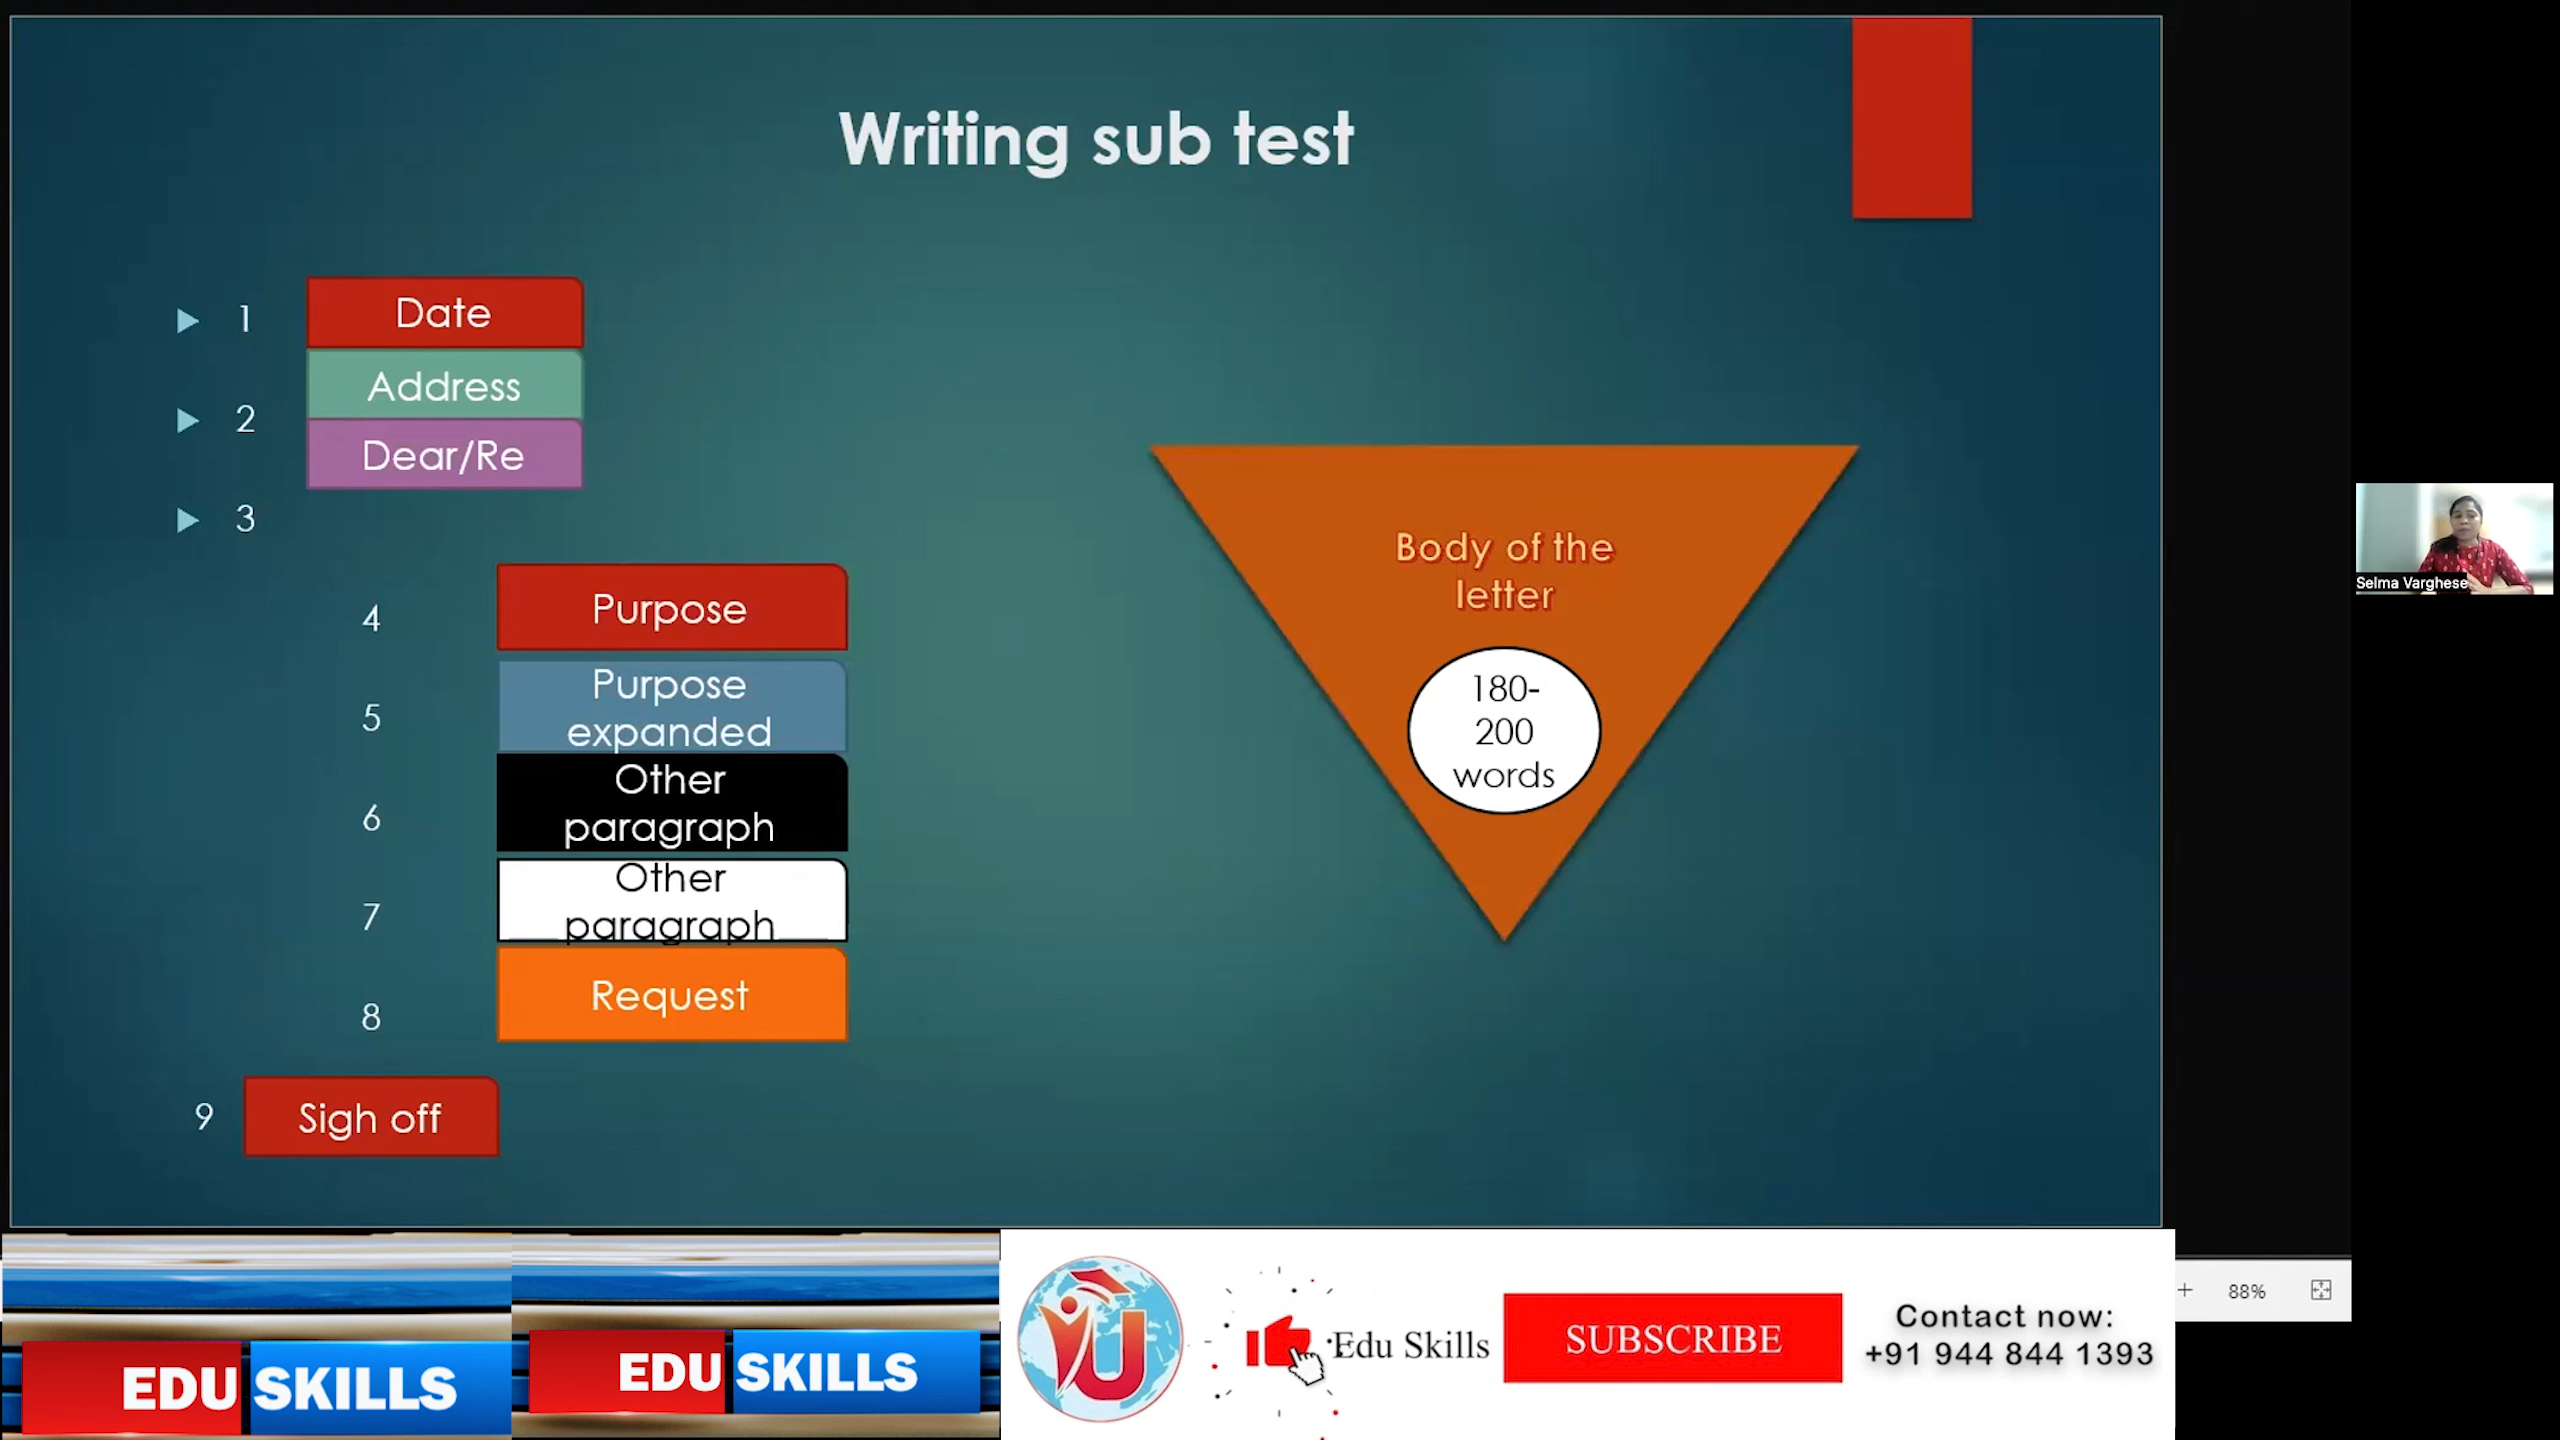 Writing sub test
1
Date
Address
2
Dear/Re
3
4
Purpose
5
Purpose
expanded
6
Other
paragraph
7
Other
paragraph
8
Request
9
Sigh off
Body of the
letter
180-
200
words
Selma Varghese
EDU SKILLS
EDU SKILLS
Edu Skills
SUBSCRIBE
Contact now:
+91 944 844 1393
+ 88%